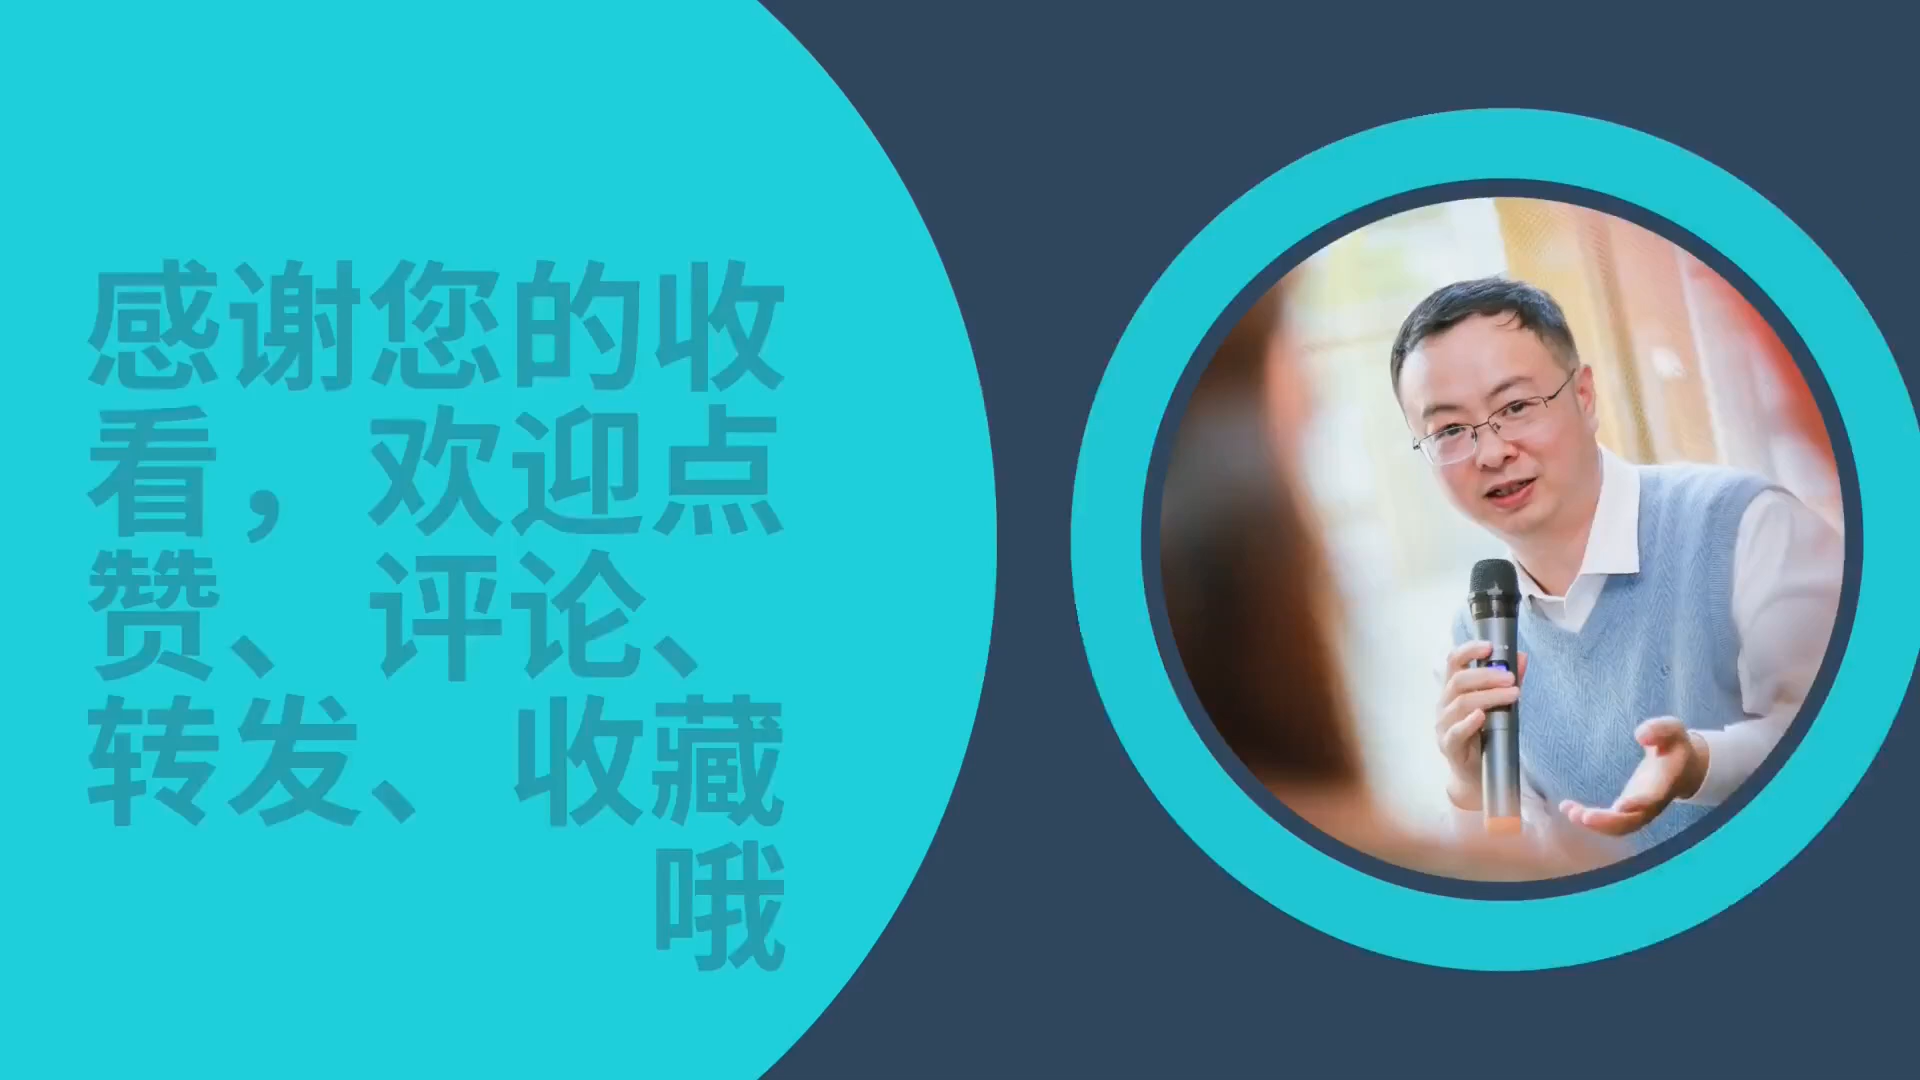 感谢您的收
看，欢迎点
赞、评论、
转发、收藏
哦